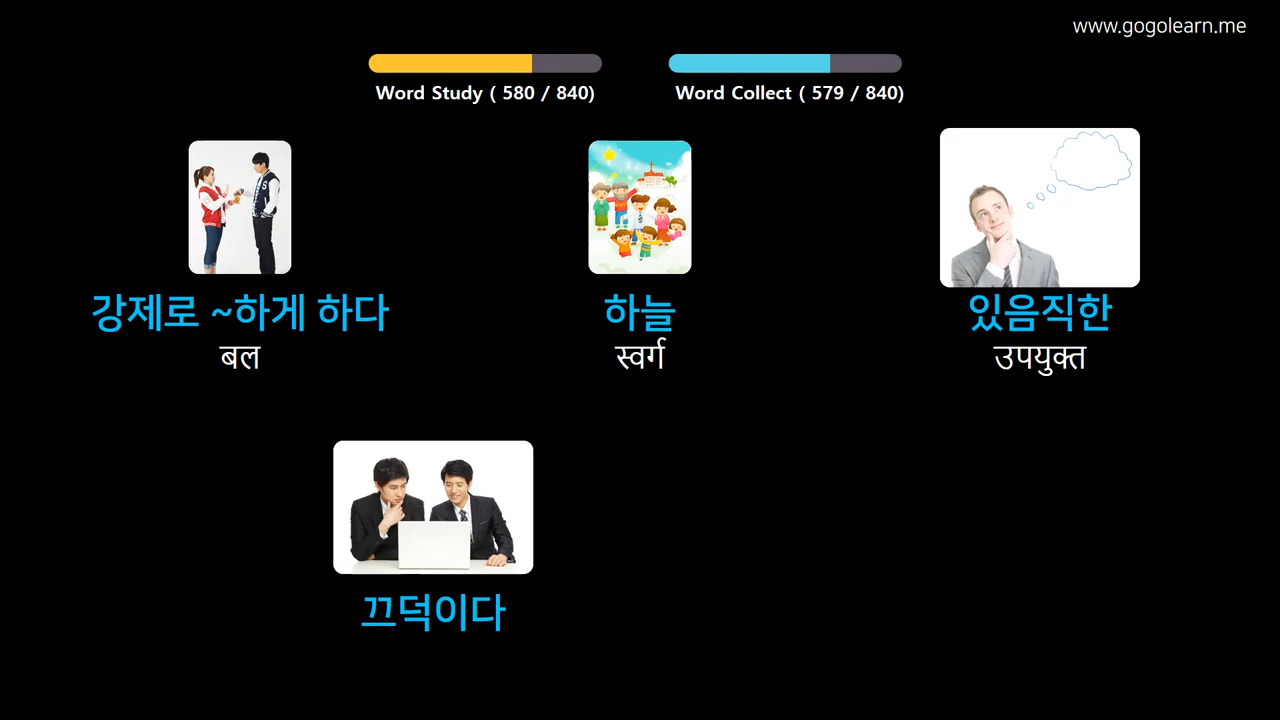 www.gogolearn.me
Word Study ( 580 / 840)
Word Collect ( 579 / 840)
강제로 ~하게 하다
बल
하늘
स्वर्ग
있음직한
उपयुक्त
끄덕이다